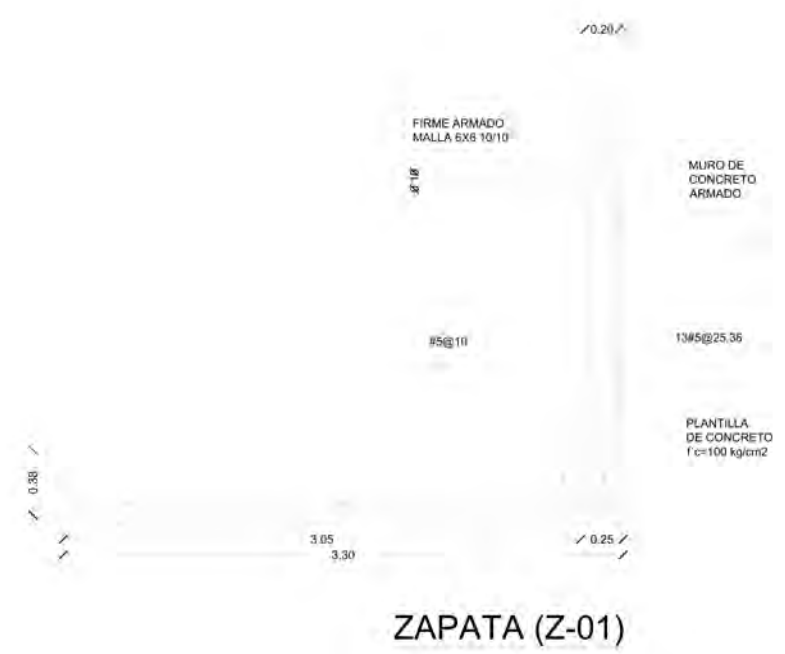 0.20
FIRME ARMADO
MALLA 6X6 10/10
MURO DE
CONCRETO
ARMADO
#5@10
13#5@25.36
PLANTILLA
DE CONCRETO
f´c=100 kg/cm2
0.38
3.05
0.25
3.30
ZAPATA (Z-01)